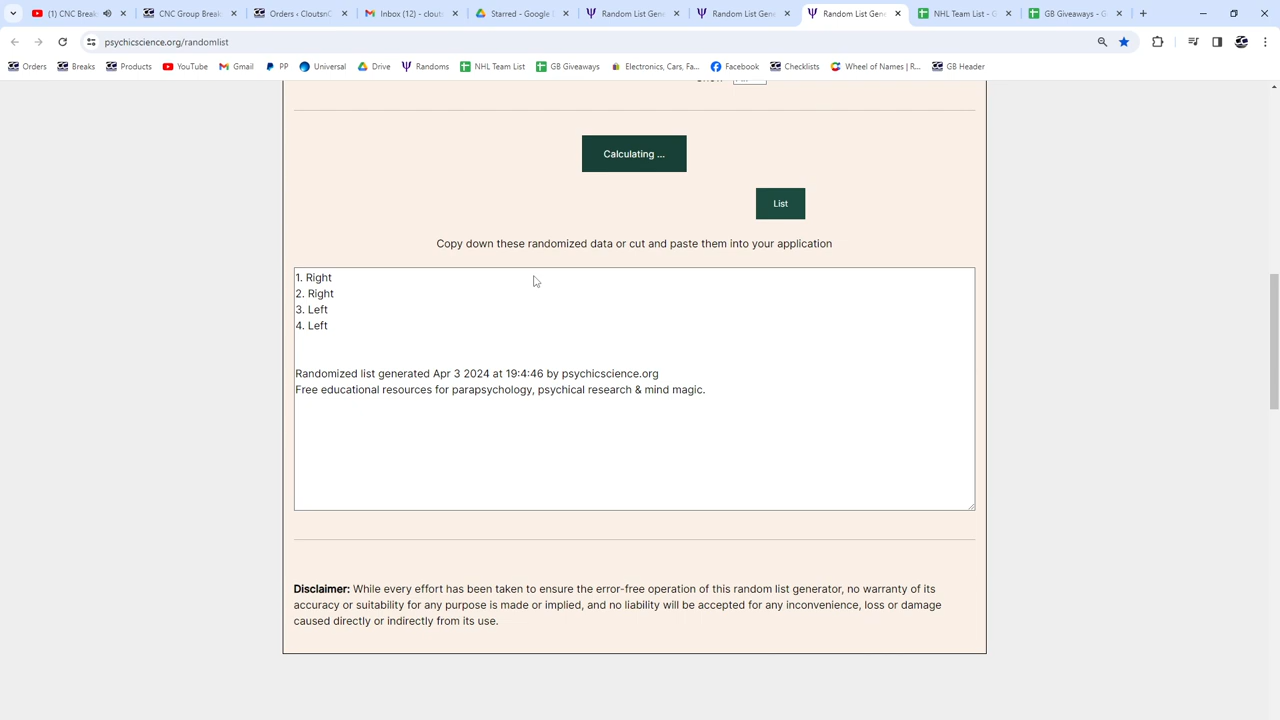 (1) CNC Break
CNC Group Break
Orders ‹ CloutsnC
Inbox (12) - clou
Starred - Google
Random List Gene
Random List Gene
Random List Gene
NHL Team List - G
GB Giveaways - G
psychicscience.org/randomlist
Orders
Breaks
Products
YouTube
Gmail
PP
Universal
Drive
Randoms
NHL Team List
GB Giveaways
Electronics, Cars, Fa...
Facebook
Checklists
Wheel of Names | R...
GB Header
Calculating ...
List
Copy down these randomized data or cut and paste them into your application
1. Right
2. Right
3. Left
4. Left
Randomized list generated Apr 3 2024 at 19:4:46 by psychicscience.org
Free educational resources for parapsychology, psychical research & mind magic.
Disclaimer: While every effort has been taken to ensure the error-free operation of this random list generator, no warranty of its
accuracy or suitability for any purpose is made or implied, and no liability will be accepted for any inconvenience, loss or damage
caused directly or indirectly from its use.